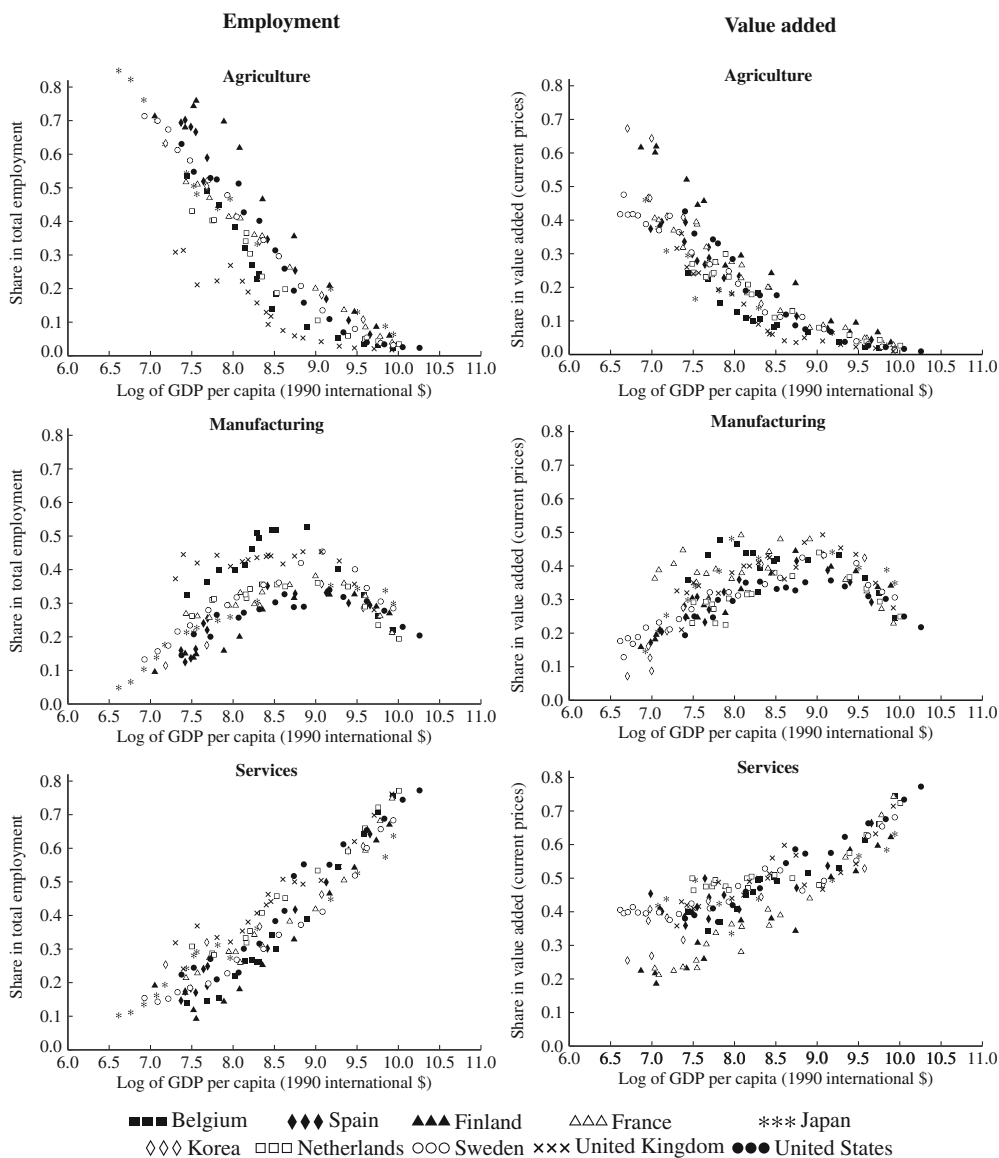 Employment
Value added
Agriculture
Share in total employment
0.8
0.7
0.6
0.5
0.4
0.3
0.2
0.1
0.0
6.0 7.0 7.5 8.0 8.5 9.0 9.5 10.0 10.5 11.0
Log of GDP per capita (1990 international $)
Agriculture
Share in value added (current prices)
0.8
0.7
0.6
0.5
0.4
0.3
0.2
0.1
0.0
6.0 7.0 7.5 8.0 8.5 9.0 9.5 10.0 10.5 11.0
Log of GDP per capita (1990 international $)
Manufacturing
Share in total employment
0.8
0.7
0.6
0.5
0.4
0.3
0.2
0.1
0.0
6.0 7.0 7.5 8.0 8.5 9.0 9.5 10.0 10.5 11.0
Log of GDP per capita (1990 international $)
Manufacturing
Share in value added (current prices)
0.8
0.7
0.6
0.5
0.4
0.3
0.2
0.1
0.0
6.0 7.0 7.5 8.0 8.5 9.0 9.5 10.0 10.5 11.0
Log of GDP per capita (1990 international $)
Services
Share in total employment
0.8
0.7
0.6
0.5
0.4
0.3
0.2
0.1
0.0
6.0 7.0 7.5 8.0 8.5 9.0 9.5 10.0 10.5 11.0
Log of GDP per capita (1990 international $)
Services
Share in value added (current prices)
0.8
0.7
0.6
0.5
0.4
0.3
0.2
0.1
0.0
6.0 7.0 7.5 8.0 8.5 9.0 9.5 10.0 10.5 11.0
Log of GDP per capita (1990 international $)
Belgium Spain Finland France Japan
Korea Netherlands Sweden United Kingdom United States